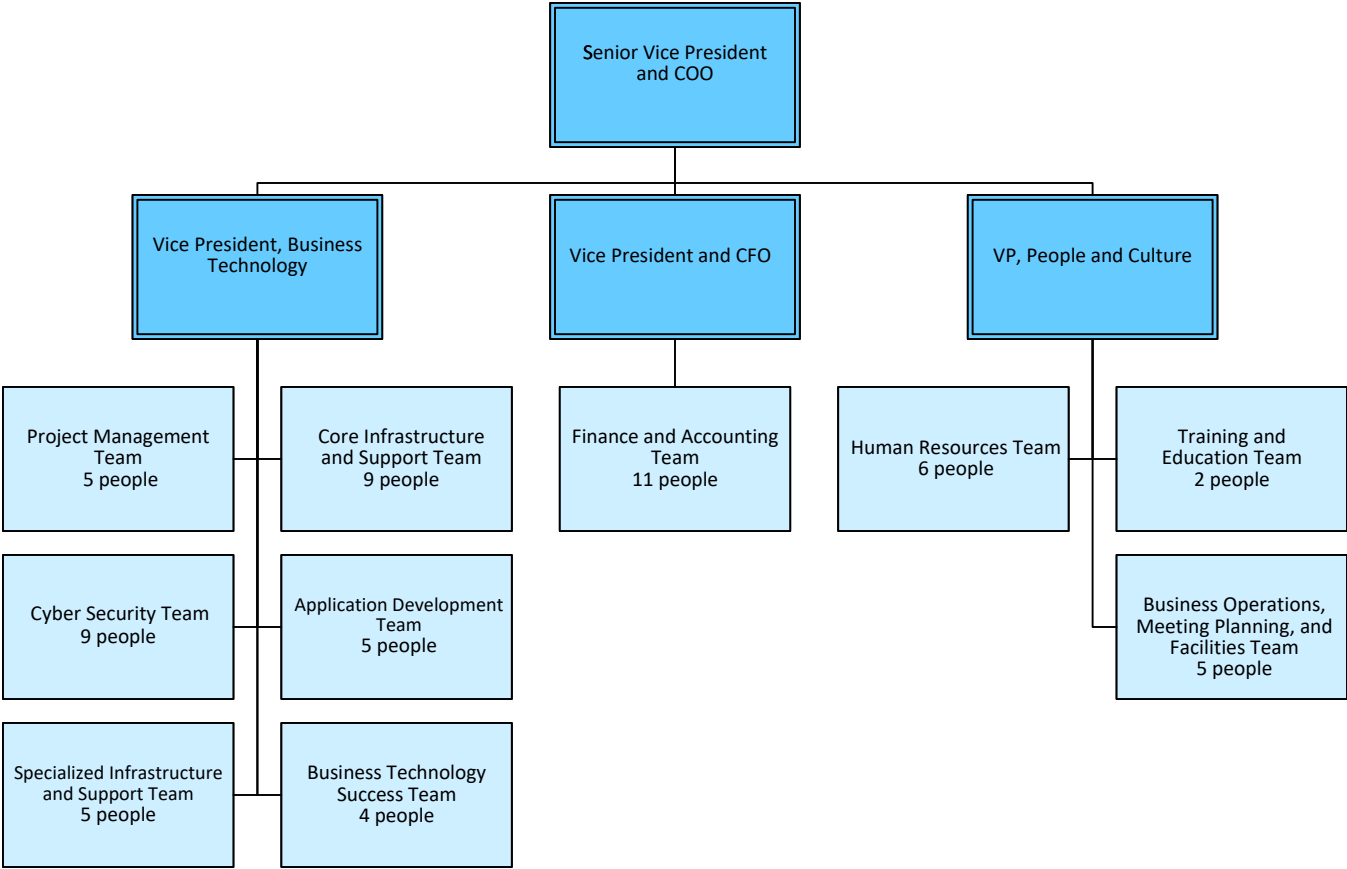 Senior Vice President
and COO
Vice President, Business
Technology
Vice President and CFO
VP, People and Culture
Project Management
Team
5 people
Core Infrastructure
and Support Team
9 people
Finance and Accounting
Team
11 people
Human Resources Team
6 people
Training and
Education Team
2 people
Cyber Security Team
9 people
Application Development
Team
5 people
Business Operations,
Meeting Planning, and
Facilities Team
5 people
Specialized Infrastructure
and Support Team
5 people
Business Technology
Success Team
4 people